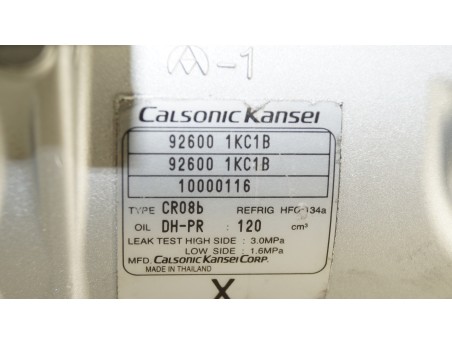 -1
Calsonic Kansei
92600 1KC1B
92600 1KC1B
10000116
TYPE CR08b REFRIG HFC-134a
OIL DH-PR : 120 cm³
LEAK TEST HIGH SIDE : 3.0MPa
LOW SIDE : 1.6MPa
MFD. CALSONIC KANSEI CORP.
MADE IN THAILAND
X